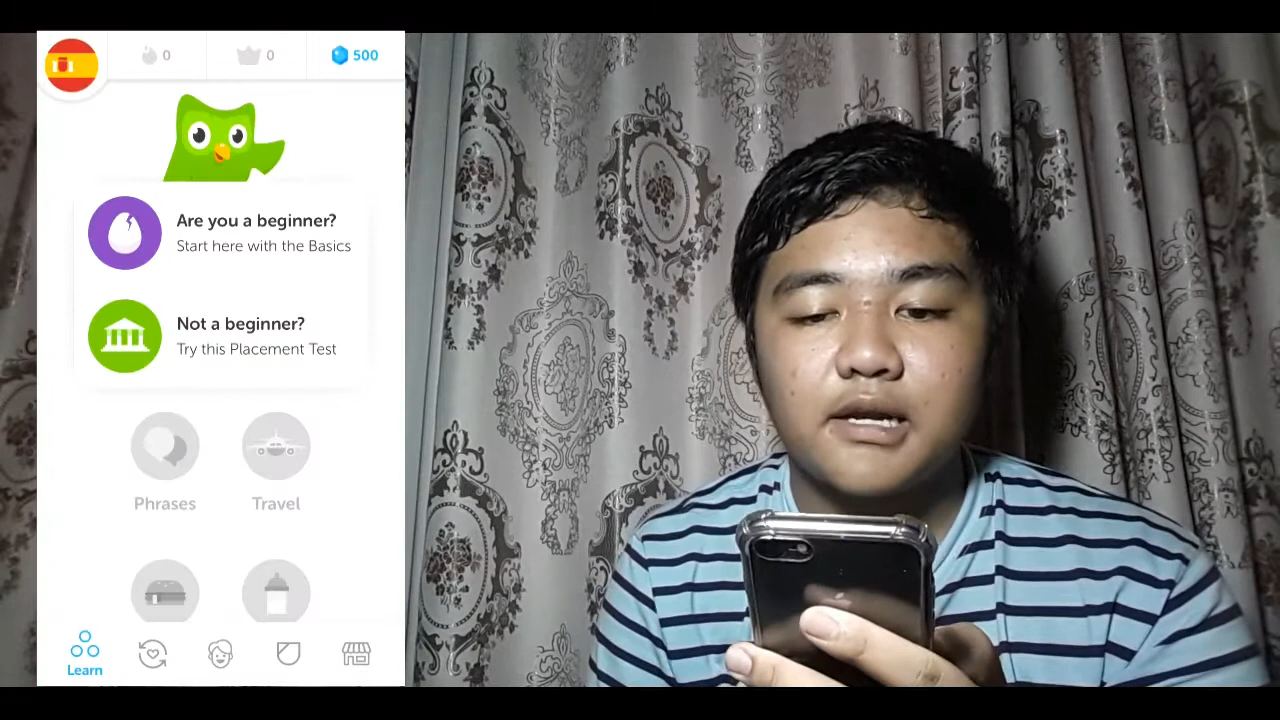 0
0
500
Are you a beginner?
Start here with the Basics
Not a beginner?
Try this Placement Test
Phrases
Travel
Learn